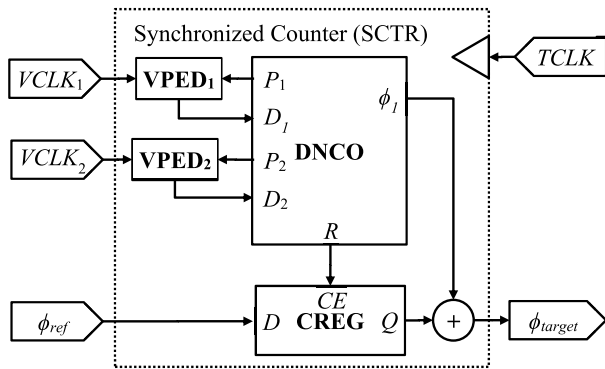 Synchronized Counter (SCTR)
TCLK
VCLK₁
VPED₁
P₁
D₁
ϕ₁
VCLK₂
VPED₂
P₂
DNCO
D₂
R
CE
ϕref
D
CREG
Q
+
ϕtarget